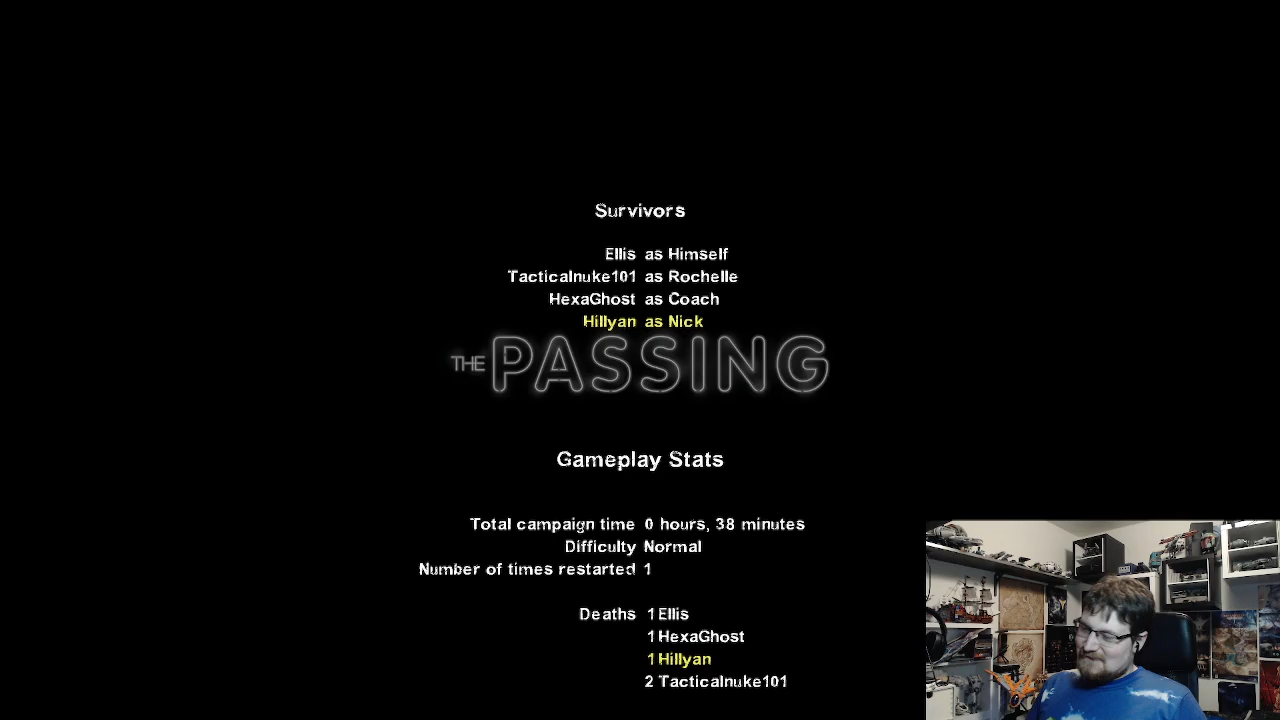 Survivors
Ellis as Himself
Tacticalnuke101 as Rochelle
HexaGhost as Coach
Hillyan as Nick
THE PASSING
Gameplay Stats
Total campaign time 0 hours, 38 minutes
Difficulty Normal
Number of times restarted 1
Deaths 1 Ellis
1 HexaGhost
1 Hillyan
2 Tacticalnuke101